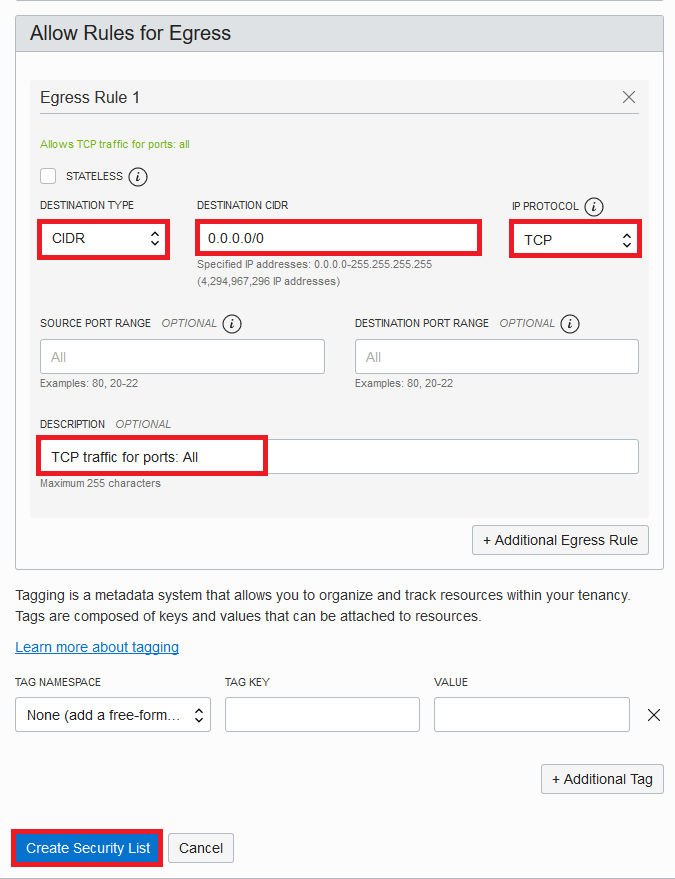 Allow Rules for Egress
Egress Rule 1
Allows TCP traffic for ports: all
STATELESS i
DESTINATION TYPE DESTINATION CIDR IP PROTOCOL i
CIDR 0.0.0.0/0 TCP
Specified IP addresses: 0.0.0.0-255.255.255.255
(4,294,967,296 IP addresses)
SOURCE PORT RANGE OPTIONAL i DESTINATION PORT RANGE OPTIONAL i
All All
Examples: 80, 20-22 Examples: 80, 20-22
DESCRIPTION OPTIONAL
TCP traffic for ports: All
Maximum 255 characters
+ Additional Egress Rule
Tagging is a metadata system that allows you to organize and track resources within your tenancy.
Tags are composed of keys and values that can be attached to resources.
Learn more about tagging
TAG NAMESPACE TAG KEY VALUE
None (add a free-form...
+ Additional Tag
Create Security List Cancel